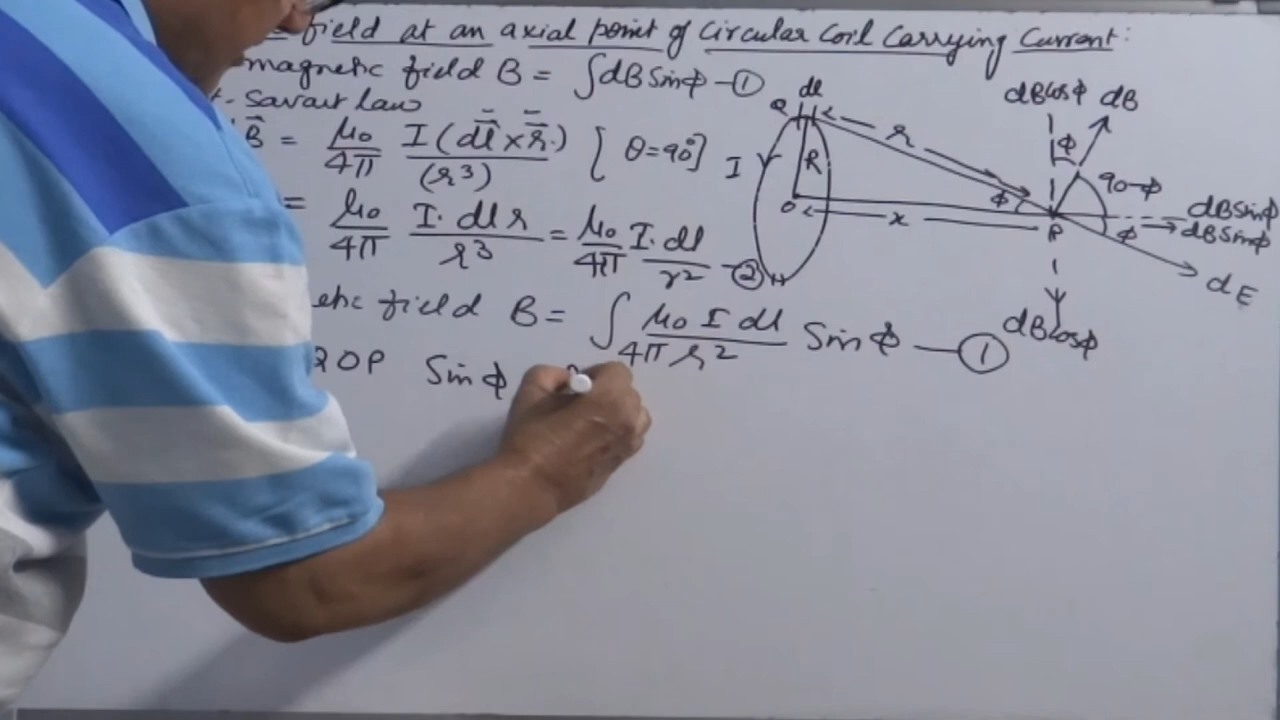 field at an axial point of Circular Coil Carrying Current:
magnetic field B = ∫dB Sinϕ - ①
t. Savart law
B⃗ = μ₀/4π I(d⃗l × r⃗)/(r³) [θ=90°]
= μ₀/4π I.dl r/r³ = μ₀/4π I.dl/r² - ②
etic field B = ∫ μ₀ I dl/4π r² Sinϕ — ①
ROP Sinϕ
dl
Q
r
R
I
O
x
ϕ
P
dBCosϕ
dB
ϕ
90-ϕ
dBSinϕ
dBSinϕ
ϕ
dE
dBCosϕ